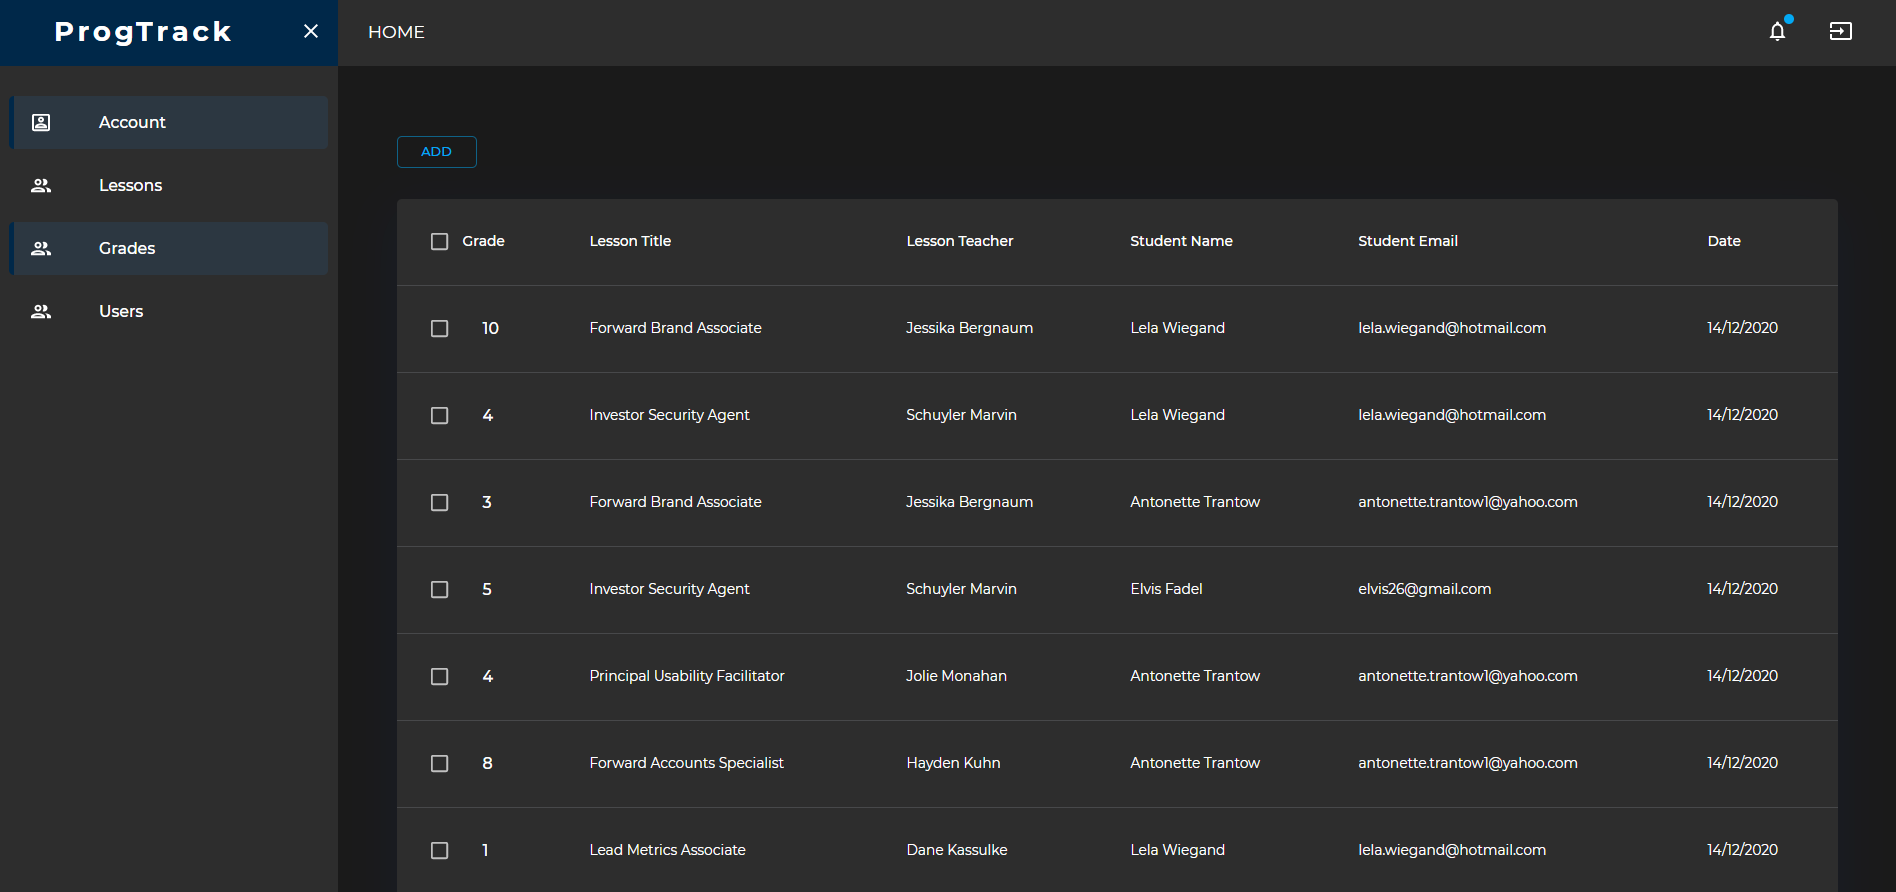 ProgTrack
HOME
Account
Lessons
Grades
Users
ADD
Grade Lesson Title Lesson Teacher Student Name Student Email Date
10 Forward Brand Associate Jessika Bergnaum Lela Wiegand lela.wiegand@hotmail.com 14/12/2020
4 Investor Security Agent Schuyler Marvin Lela Wiegand lela.wiegand@hotmail.com 14/12/2020
3 Forward Brand Associate Jessika Bergnaum Antonette Trantow antonette.trantow1@yahoo.com 14/12/2020
5 Investor Security Agent Schuyler Marvin Elvis Fadel elvis26@gmail.com 14/12/2020
4 Principal Usability Facilitator Jolie Monahan Antonette Trantow antonette.trantow1@yahoo.com 14/12/2020
8 Forward Accounts Specialist Hayden Kuhn Antonette Trantow antonette.trantow1@yahoo.com 14/12/2020
1 Lead Metrics Associate Dane Kassulke Lela Wiegand lela.wiegand@hotmail.com 14/12/2020